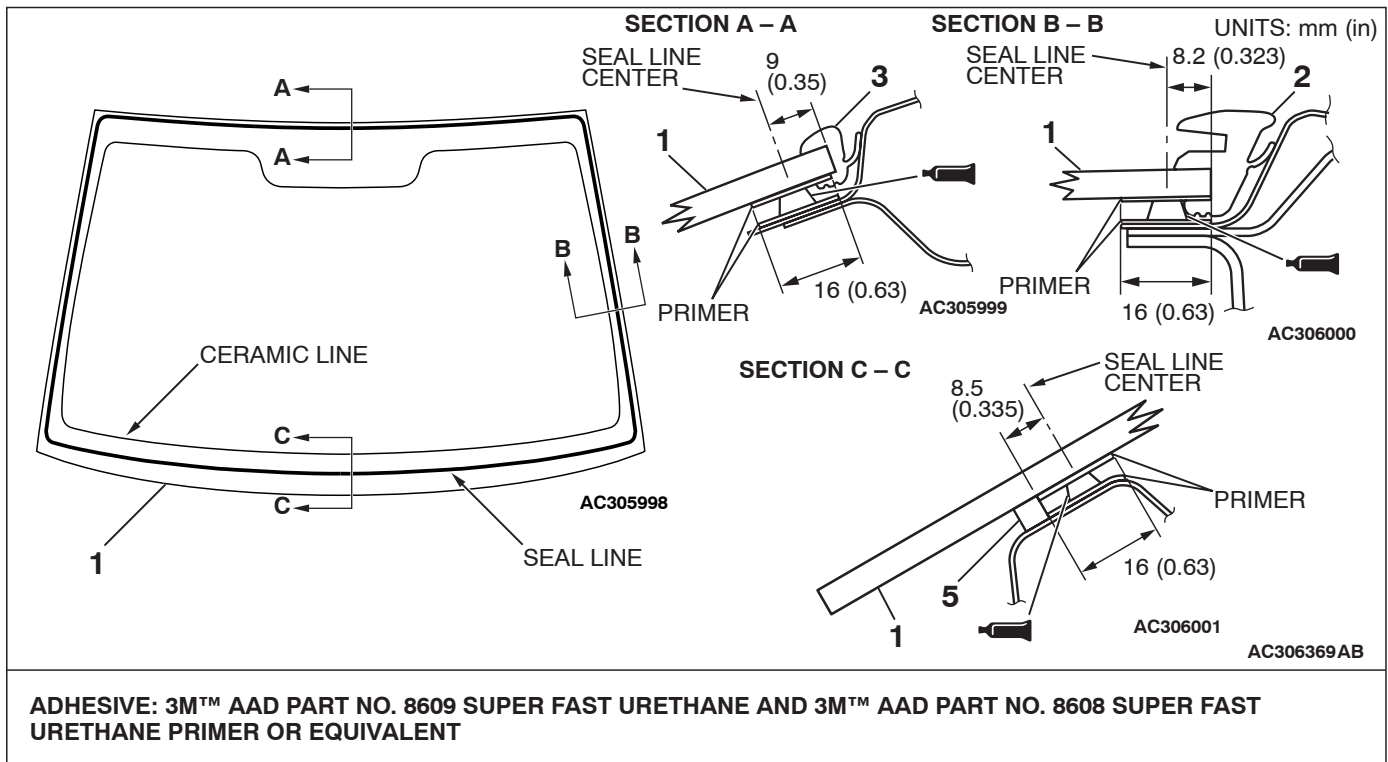 SECTION A – A
SECTION B – B
UNITS: mm (in)
SEAL LINE
CENTER
9
(0.35)
3
1
PRIMER
16 (0.63)
AC305999
SEAL LINE
CENTER
8.2 (0.323)
2
1
PRIMER
16 (0.63)
AC306000
A
A
B
B
CERAMIC LINE
C
C
AC305998
1
SEAL LINE
SECTION C – C
SEAL LINE
CENTER
8.5
(0.335)
PRIMER
16 (0.63)
5
1
AC306001
AC306369AB
ADHESIVE: 3M™ AAD PART NO. 8609 SUPER FAST URETHANE AND 3M™ AAD PART NO. 8608 SUPER FAST
URETHANE PRIMER OR EQUIVALENT